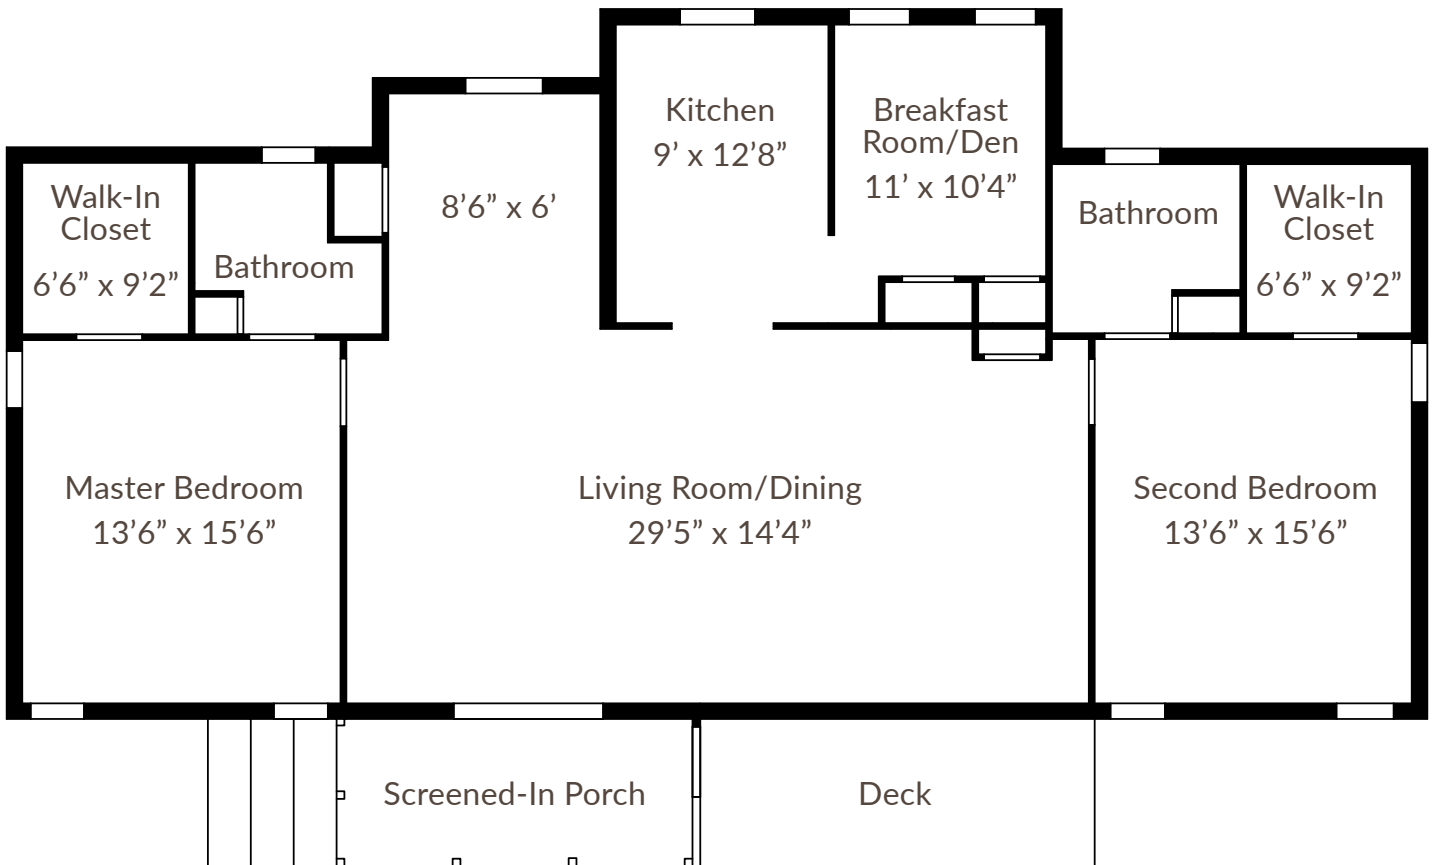 Kitchen
9’ x 12’8”
Breakfast
Room/Den
11’ x 10’4”
Walk-In
Closet
6’6” x 9’2”
Bathroom
8’6” x 6’
Bathroom
Walk-In
Closet
6’6” x 9’2”
Master Bedroom
13’6” x 15’6”
Living Room/Dining
29’5” x 14’4”
Second Bedroom
13’6” x 15’6”
Screened-In Porch
Deck